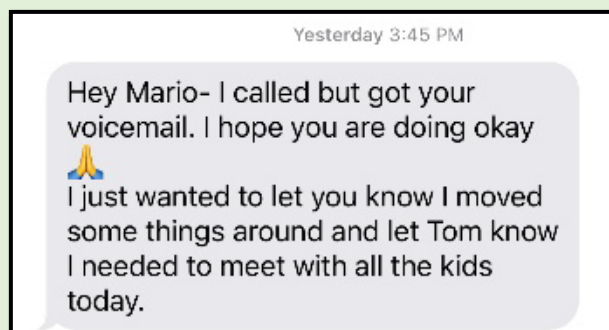 Yesterday 3:45 PM
Hey Mario- I called but got your
voicemail. I hope you are doing okay
🙏
I just wanted to let you know I moved
some things around and let Tom know
I needed to meet with all the kids
today.